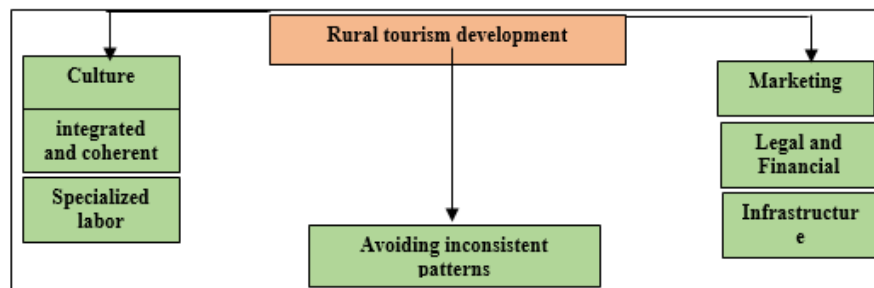 Rural tourism development
Culture
integrated
and coherent
Specialized
labor
Avoiding inconsistent
patterns
Marketing
Legal and
Financial
Infrastructur
e